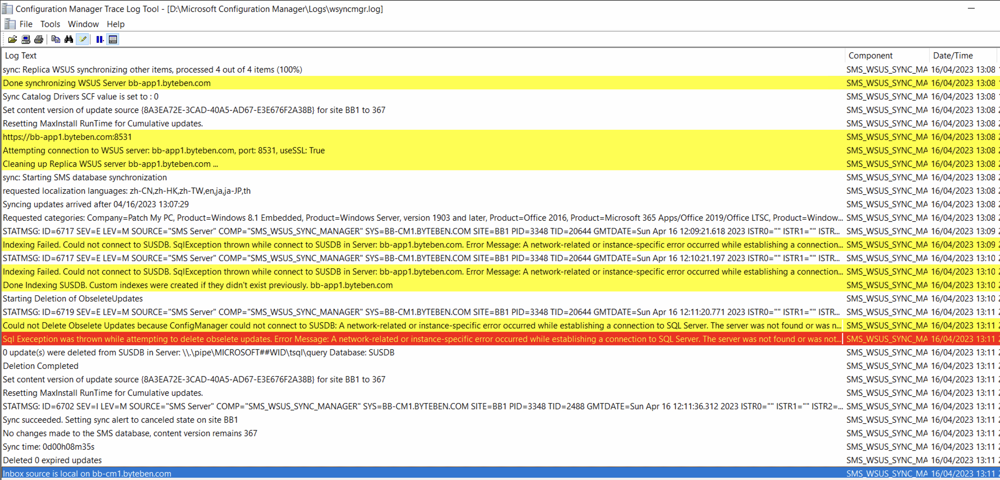 Configuration Manager Trace Log Tool - [D:\Microsoft Configuration Manager\Logs\wsyncmgr.log]
File Tools Window Help
Log Text Component Date/Time
sync: Replica WSUS synchronizing other items, processed 4 out of 4 items (100%) SMS_WSUS_SYNC_MA 16/04/2023 13:08
Done synchronizing WSUS Server bb-app1.byteben.com SMS_WSUS_SYNC_MA 16/04/2023 13:08
Sync Catalog Drivers SCF value is set to : 0 SMS_WSUS_SYNC_MA 16/04/2023 13:08
Set content version of update source {8A3EA72E-3CAD-40A5-AD67-E3E676F2A38B} for site BB1 to 367 SMS_WSUS_SYNC_MA 16/04/2023 13:08
Resetting MaxInstall RunTime for Cumulative updates. SMS_WSUS_SYNC_MA 16/04/2023 13:08
https://bb-app1.byteben.com:8531 SMS_WSUS_SYNC_MA 16/04/2023 13:08
Attempting connection to WSUS server: bb-app1.byteben.com, port: 8531, useSSL: True SMS_WSUS_SYNC_MA 16/04/2023 13:08
Cleaning up Replica WSUS server bb-app1.byteben.com ... SMS_WSUS_SYNC_MA 16/04/2023 13:08
sync: Starting SMS database synchronization SMS_WSUS_SYNC_MA 16/04/2023 13:08
requested localization languages: zh-CN,zh-HK,zh-TW,en,ja,ja-JP,th SMS_WSUS_SYNC_MA 16/04/2023 13:08
Syncing updates arrived after 04/16/2023 13:07:29 SMS_WSUS_SYNC_MA 16/04/2023 13:08
Requested categories: Company=Patch My PC, Product=Windows 8.1 Embedded, Product=Windows Server, version 1903 and later, Product=Office 2016, Product=Microsoft 365 Apps/Office 2019/Office LTSC, Product=Window... SMS_WSUS_SYNC_MA 16/04/2023 13:08
STATMSG: ID=6717 SEV=E LEV=M SOURCE="SMS Server" COMP="SMS_WSUS_SYNC_MANAGER" SYS=BB-CM1.BYTEBEN.COM SITE=BB1 PID=3348 TID=20644 GMTDATE=Sun Apr 16 12:09:21.618 2023 ISTR0="" ISTR1="" ISTR... SMS_WSUS_SYNC_MA 16/04/2023 13:09
Indexing Failed. Could not connect to SUSDB. SqlException thrown while connect to SUSDB in Server: bb-app1.byteben.com. Error Message: A network-related or instance-specific error occurred while establishing a connection... SMS_WSUS_SYNC_MA 16/04/2023 13:09
STATMSG: ID=6717 SEV=E LEV=M SOURCE="SMS Server" COMP="SMS_WSUS_SYNC_MANAGER" SYS=BB-CM1.BYTEBEN.COM SITE=BB1 PID=3348 TID=20644 GMTDATE=Sun Apr 16 12:10:21.197 2023 ISTR0="" ISTR1="" ISTR... SMS_WSUS_SYNC_MA 16/04/2023 13:10
Indexing Failed. Could not connect to SUSDB. SqlException thrown while connect to SUSDB in Server: bb-app1.byteben.com. Error Message: A network-related or instance-specific error occurred while establishing a connection... SMS_WSUS_SYNC_MA 16/04/2023 13:10
Done Indexing SUSDB. Custom indexes were created if they didn't exist previously. bb-app1.byteben.com SMS_WSUS_SYNC_MA 16/04/2023 13:10
Starting Deletion of ObseleteUpdates SMS_WSUS_SYNC_MA 16/04/2023 13:10
STATMSG: ID=6719 SEV=E LEV=M SOURCE="SMS Server" COMP="SMS_WSUS_SYNC_MANAGER" SYS=BB-CM1.BYTEBEN.COM SITE=BB1 PID=3348 TID=20644 GMTDATE=Sun Apr 16 12:11:20.771 2023 ISTR0="" ISTR1="" ISTR... SMS_WSUS_SYNC_MA 16/04/2023 13:11
Could not Delete Obselete Updates because ConfigManager could not connect to SUSDB: A network-related or instance-specific error occurred while establishing a connection to SQL Server. The server was not found or was n... SMS_WSUS_SYNC_MA 16/04/2023 13:11
Sql Exeception was thrown while attempting to delete obselete updates. Error Message: A network-related or instance-specific error occurred while establishing a connection to SQL Server. The server was not found or was not... SMS_WSUS_SYNC_MA 16/04/2023 13:11
0 update(s) were deleted from SUSDB in Server: \\.\pipe\MICROSOFT##WID\tsql\query Database: SUSDB SMS_WSUS_SYNC_MA 16/04/2023 13:11
Deletion Completed SMS_WSUS_SYNC_MA 16/04/2023 13:11
Set content version of update source {8A3EA72E-3CAD-40A5-AD67-E3E676F2A38B} for site BB1 to 367 SMS_WSUS_SYNC_MA 16/04/2023 13:11
Resetting MaxInstall RunTime for Cumulative updates. SMS_WSUS_SYNC_MA 16/04/2023 13:11
STATMSG: ID=6702 SEV=I LEV=M SOURCE="SMS Server" COMP="SMS_WSUS_SYNC_MANAGER" SYS=BB-CM1.BYTEBEN.COM SITE=BB1 PID=3348 TID=2488 GMTDATE=Sun Apr 16 12:11:36.312 2023 ISTR0="" ISTR1="" ISTR2=... SMS_WSUS_SYNC_MA 16/04/2023 13:11
Sync succeeded. Setting sync alert to canceled state on site BB1 SMS_WSUS_SYNC_MA 16/04/2023 13:11
No changes made to the SMS database, content version remains 367 SMS_WSUS_SYNC_MA 16/04/2023 13:11
Sync time: 0d00h08m35s SMS_WSUS_SYNC_MA 16/04/2023 13:11
Deleted 0 expired updates SMS_WSUS_SYNC_MA 16/04/2023 13:11
Inbox source is local on bb-cm1.byteben.com SMS_WSUS_SYNC_MA 16/04/2023 13:11